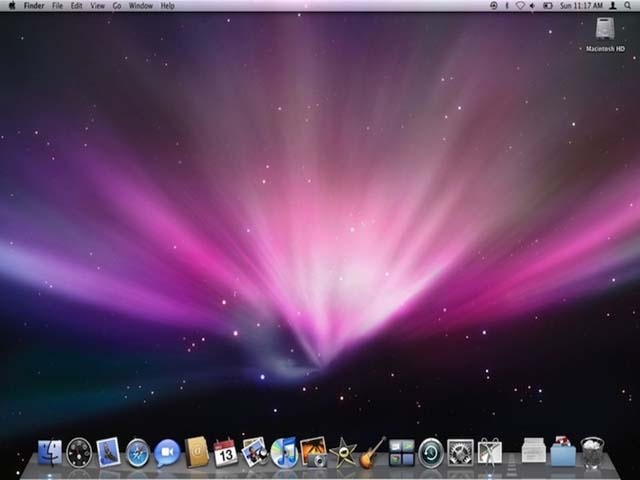 Finder File Edit View Go Window Help Sun 11:17 AM
Macintosh HD
13